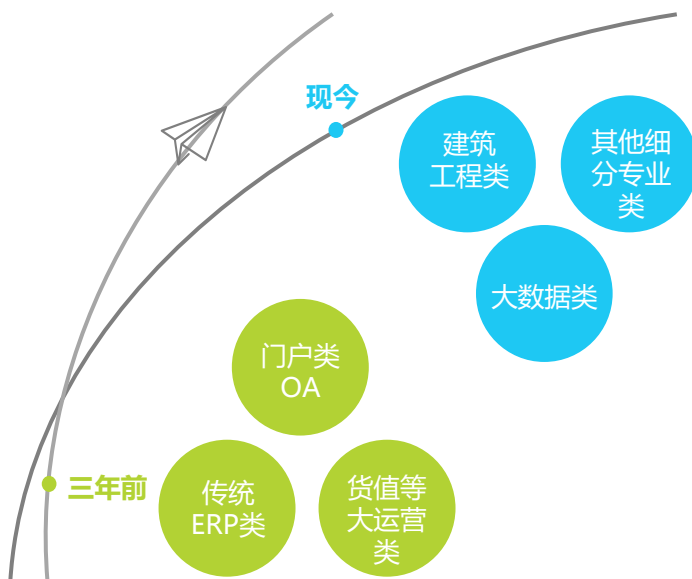 现今
建筑
工程类
其他细
分专业
类
大数据类
门户类
OA
三年前
传统
ERP类
货值等
大运营
类